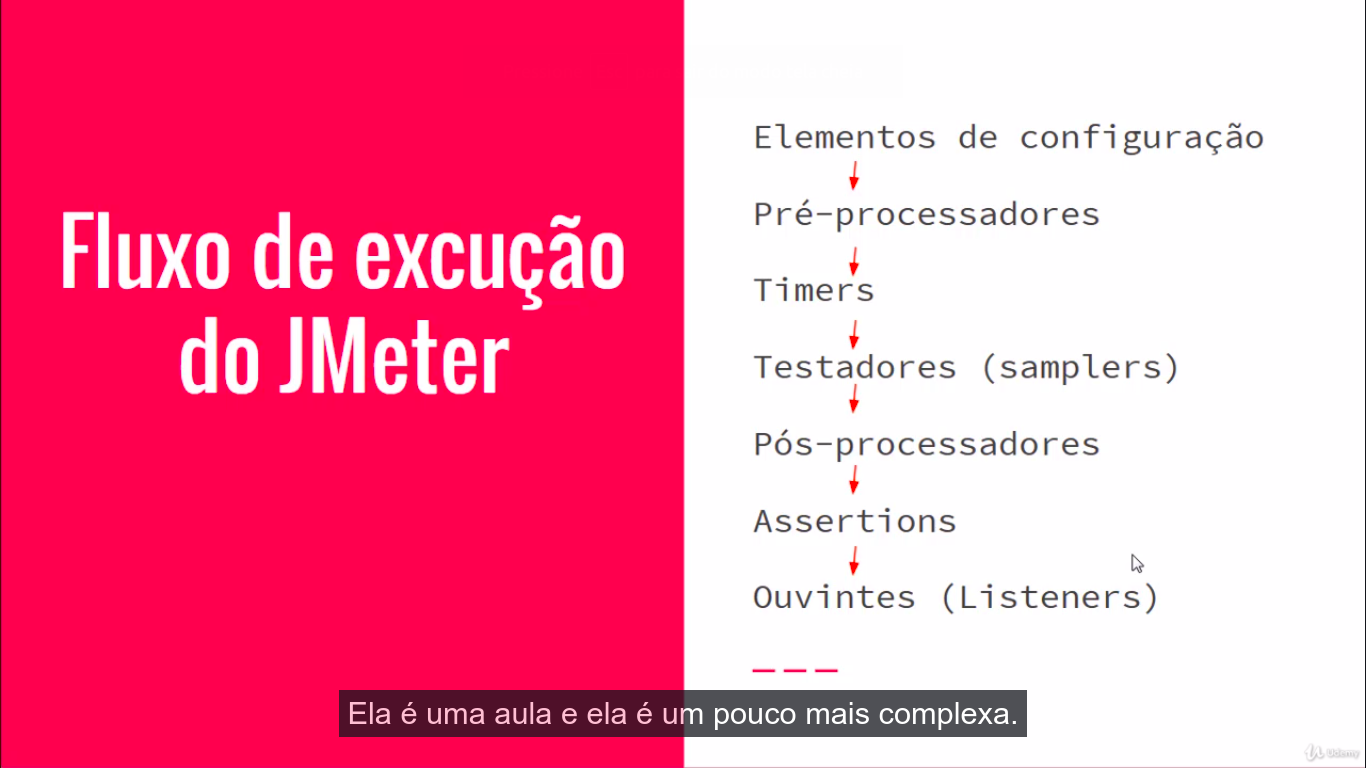 Fluxo de excução
do JMeter
Elementos de configuração
Pré-processadores
Timers
Testadores (samplers)
Pós-processadores
Assertions
Ouvintes (Listeners)
Ela é uma aula e ela é um pouco mais complexa.
Udemy